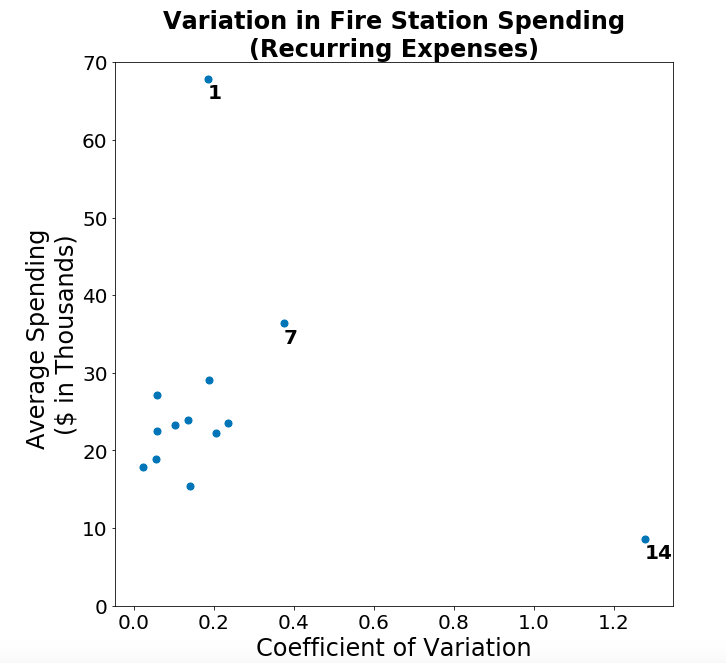 Variation in Fire Station Spending
(Recurring Expenses)
70
60
50
40
30
20
10
0
Average Spending
($ in Thousands)
1
7
14
0.0 0.2 0.4 0.6 0.8 1.0 1.2
Coefficient of Variation